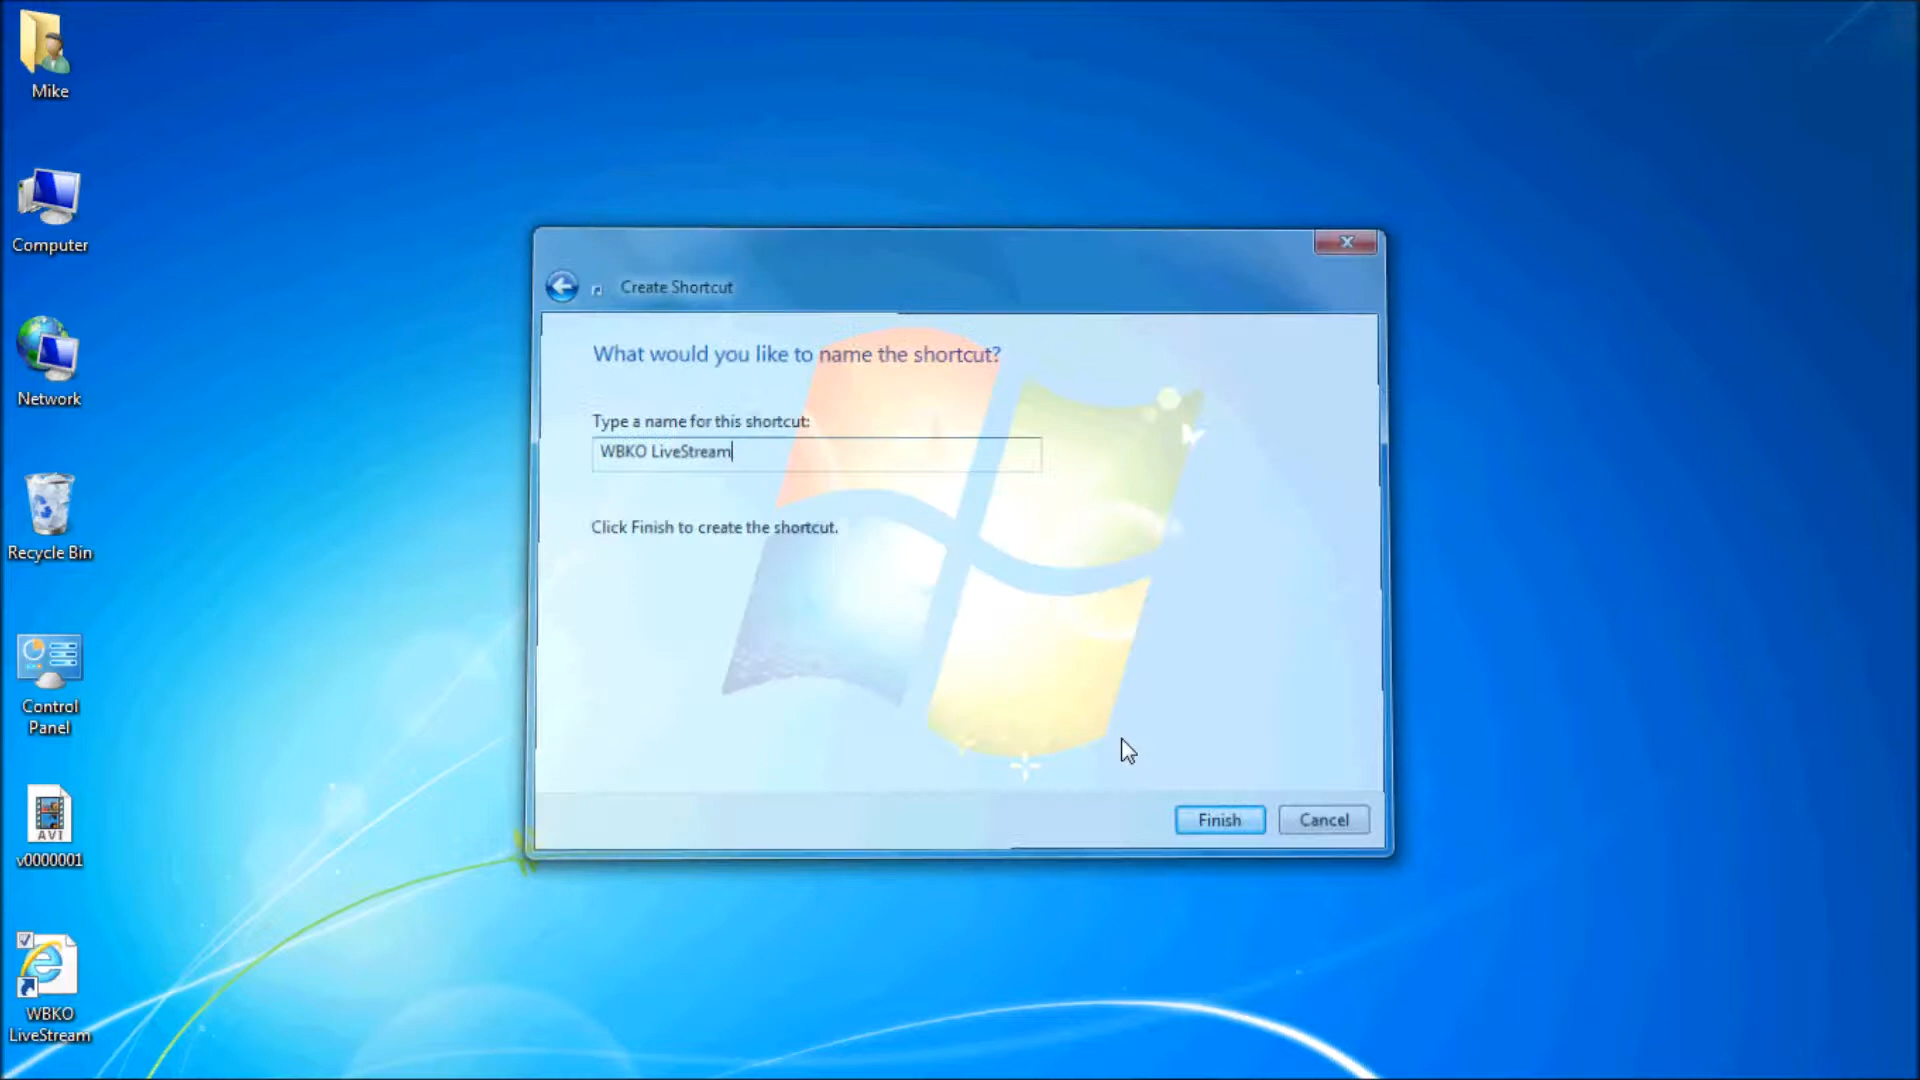 Mike
Computer
Network
Recycle Bin
Control
Panel
AVI
v0000001
WBKO
LiveStream
Create Shortcut
What would you like to name the shortcut?
Type a name for this shortcut:
WBKO LiveStream
Click Finish to create the shortcut.
Finish
Cancel